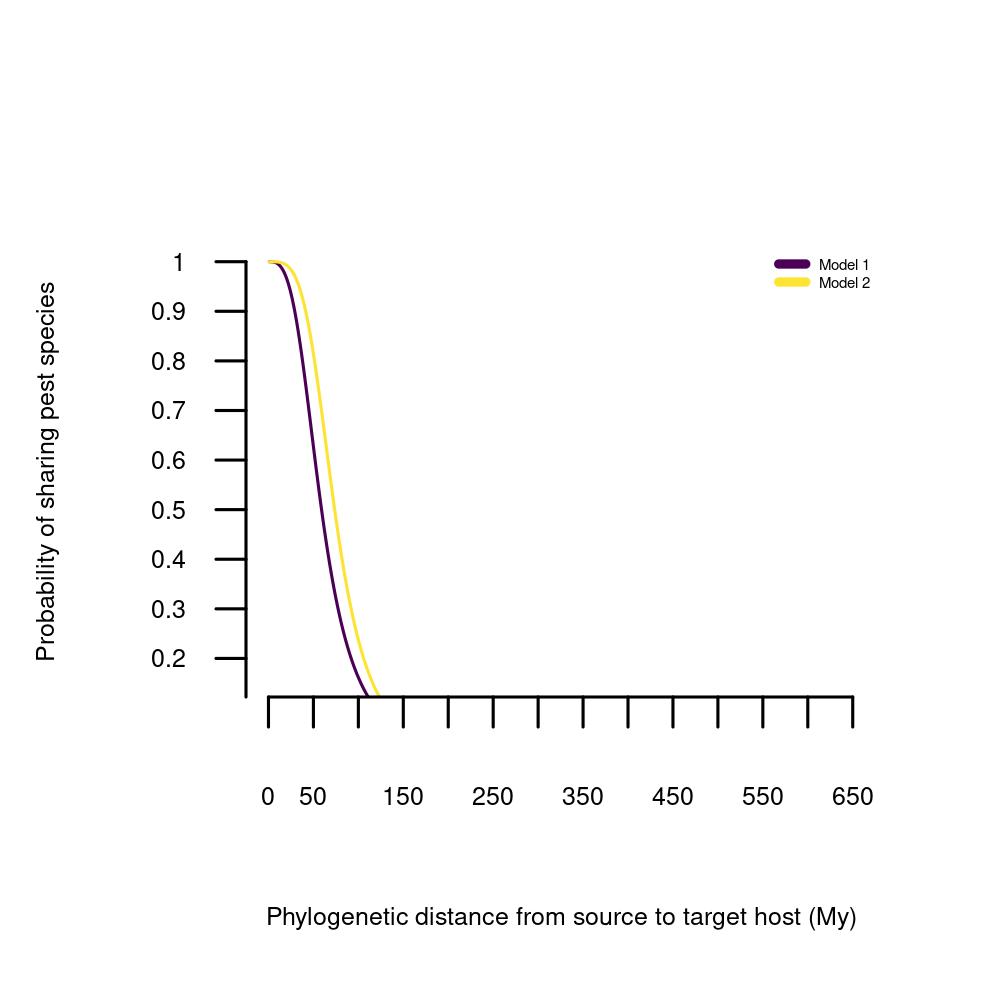 Model 1
Model 2
Probability of sharing pest species
1
0.9
0.8
0.7
0.6
0.5
0.4
0.3
0.2
0 50 150 250 350 450 550 650
Phylogenetic distance from source to target host (My)